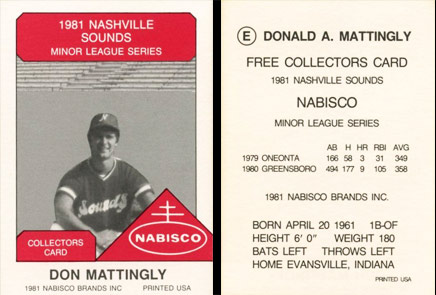 1981 NASHVILLE
SOUNDS
MINOR LEAGUE SERIES
N
Sounds
NABISCO
COLLECTORS
CARD
DON MATTINGLY
1981 NABISCO BRANDS INC PRINTED USA
E DONALD A. MATTINGLY
FREE COLLECTORS CARD
1981 NASHVILLE SOUNDS
NABISCO
MINOR LEAGUE SERIES
AB H HR RBI AVG
1979 ONEONTA 166 58 3 31 349
1980 GREENSBORO 494 177 9 105 358
1981 NABISCO BRANDS INC.
BORN APRIL 20 1961 1B-OF
HEIGHT 6' 0" WEIGHT 180
BATS LEFT THROWS LEFT
HOME EVANSVILLE, INDIANA
PRINTED USA